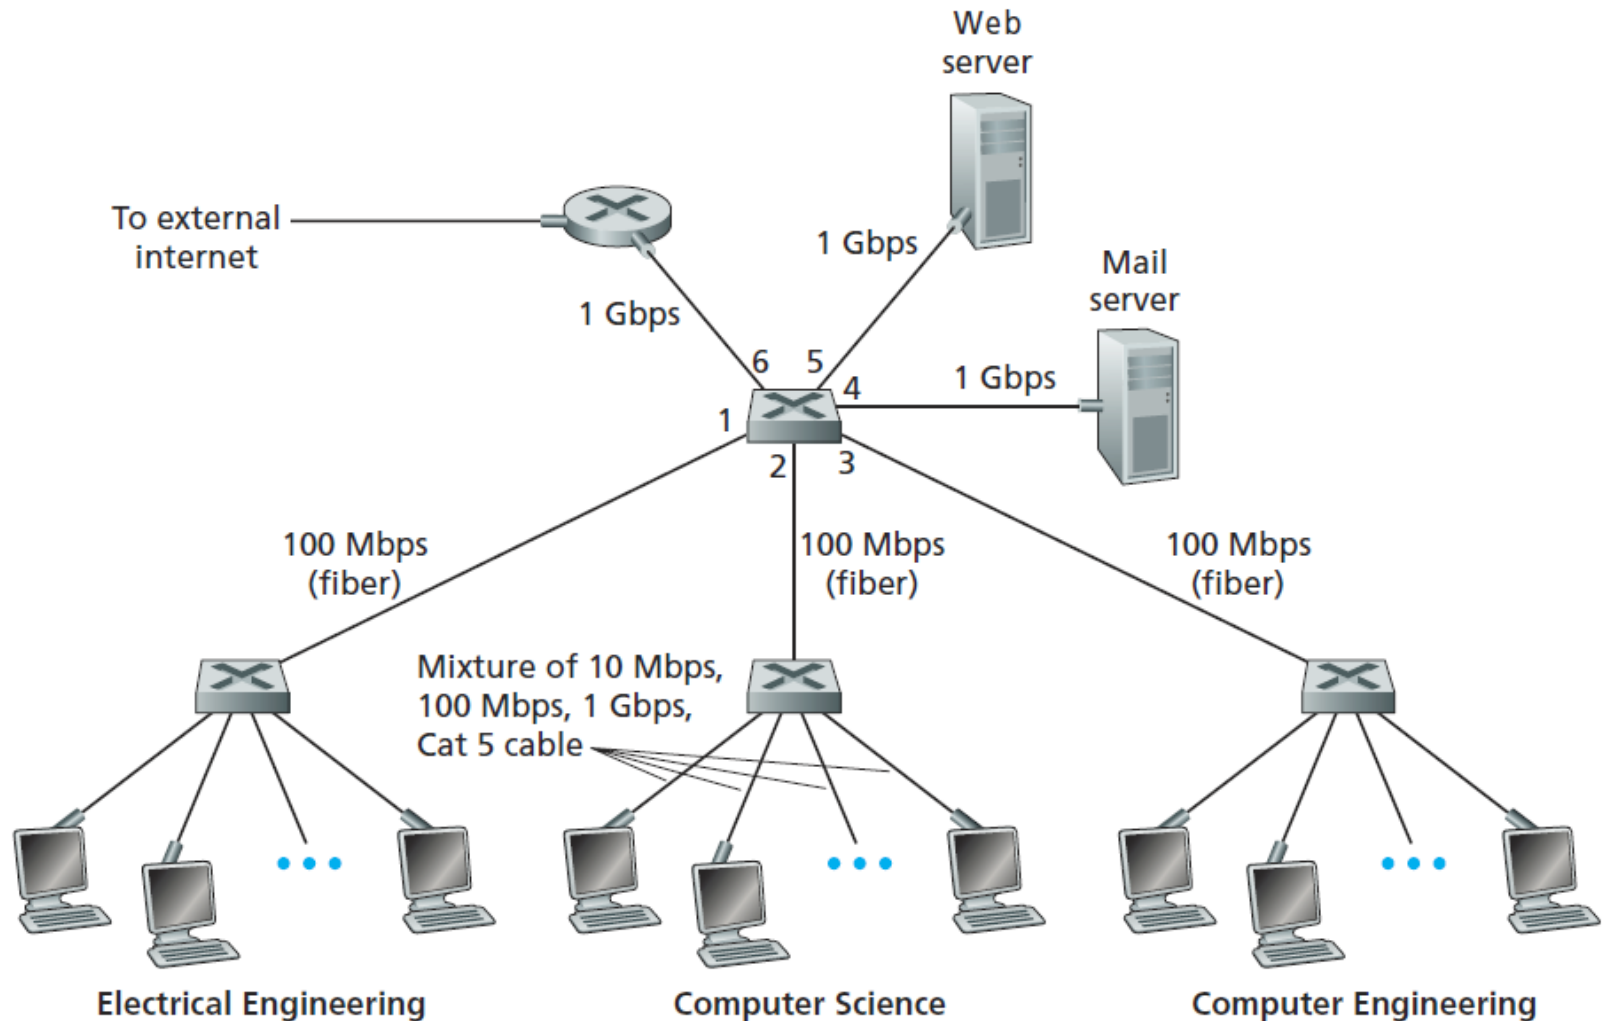 Web
server
To external
internet
1 Gbps
Mail
server
1 Gbps
6
5
4
1 Gbps
1
2
3
100 Mbps
(fiber)
100 Mbps
(fiber)
100 Mbps
(fiber)
Mixture of 10 Mbps,
100 Mbps, 1 Gbps,
Cat 5 cable
Electrical Engineering
Computer Science
Computer Engineering